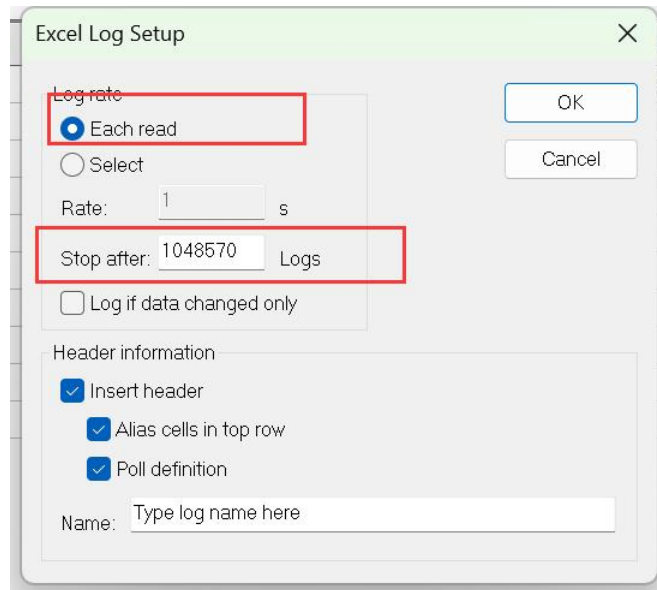 Excel Log Setup
Log rate
Each read
Select
Rate: 1 s
Stop after: 1048570 Logs
Log if data changed only
OK
Cancel
Header information
Insert header
Alias cells in top row
Poll definition
Name: Type log name here